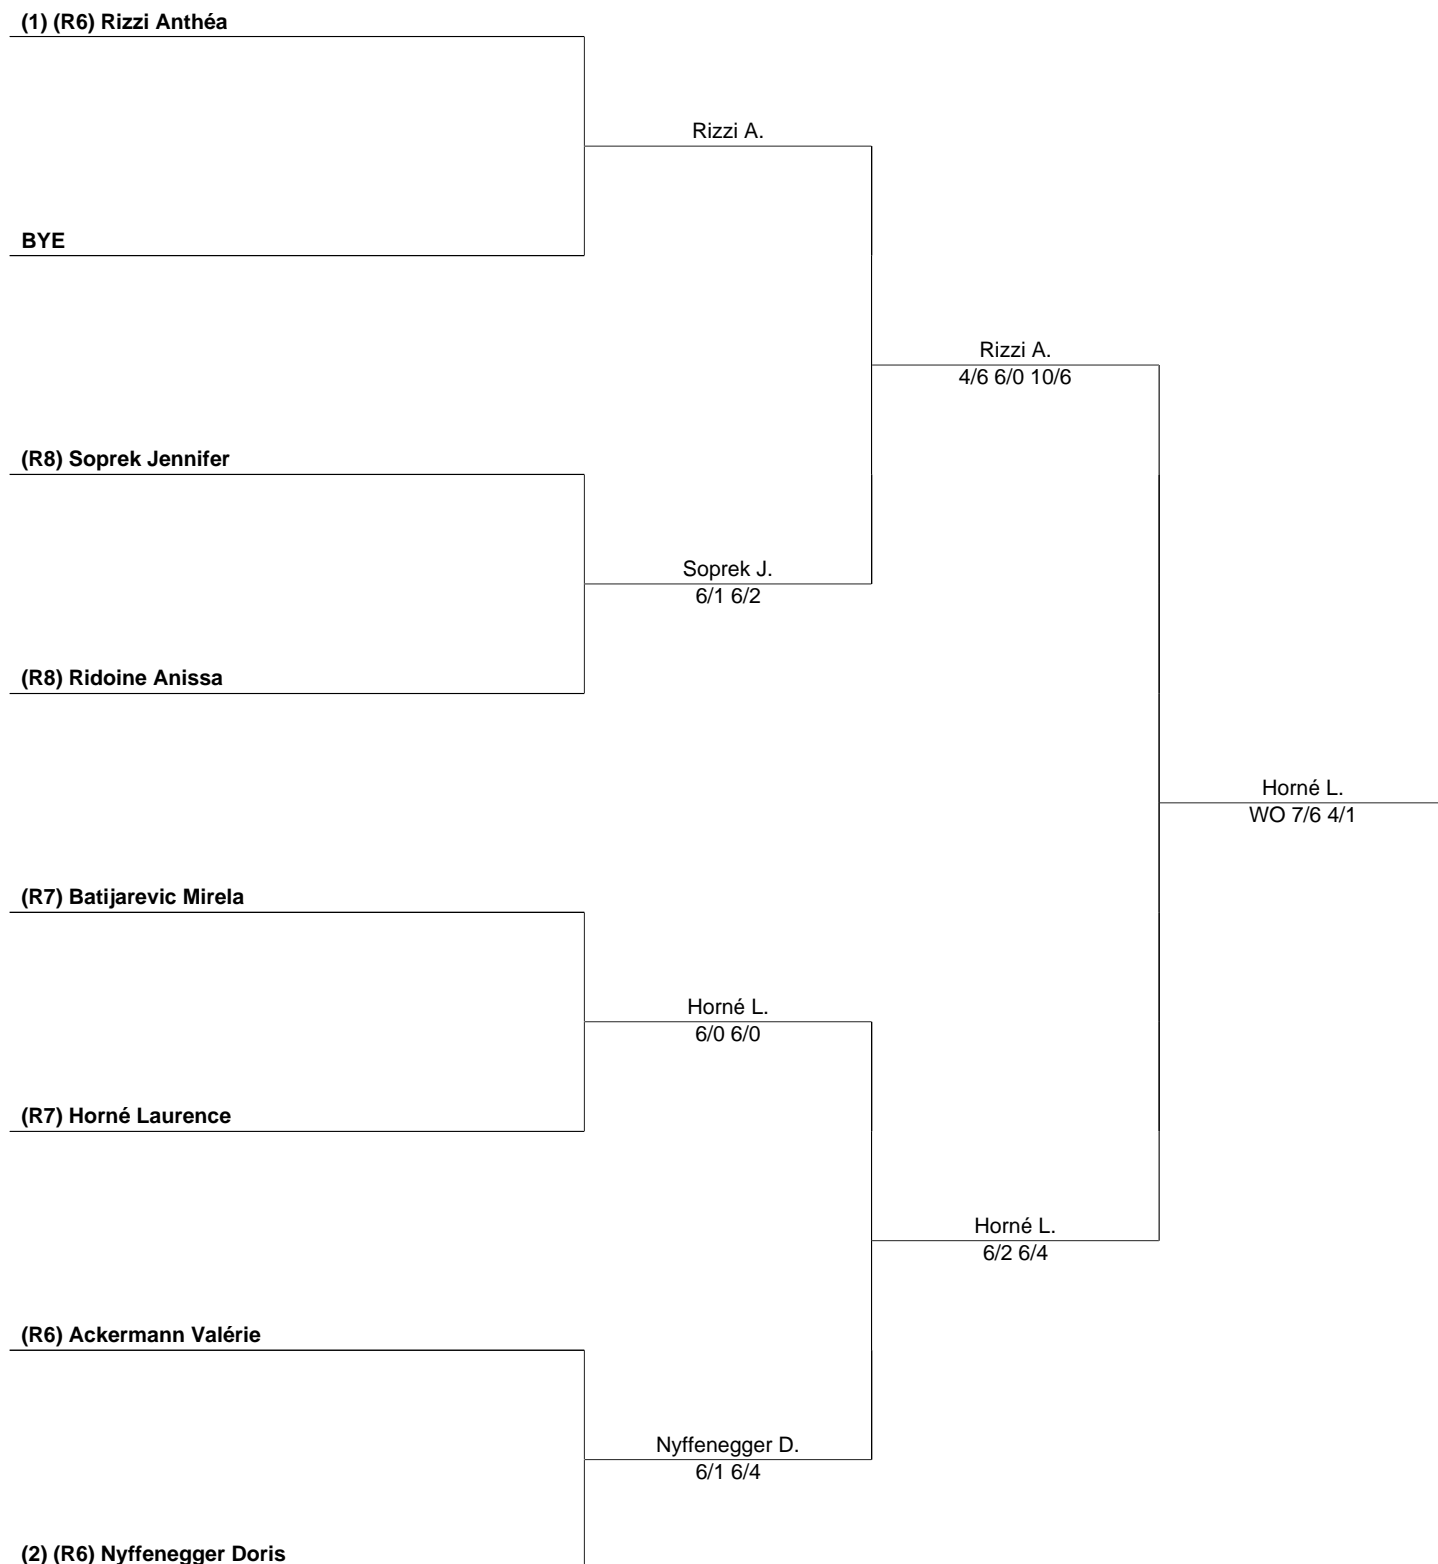 (1) (R6) Rizzi Anthéa
Rizzi A.
BYE
Rizzi A.
4/6 6/0 10/6
(R8) Soprek Jennifer
Soprek J.
6/1 6/2
(R8) Ridoine Anissa
Horné L.
WO 7/6 4/1
(R7) Batijarevic Mirela
Horné L.
6/0 6/0
(R7) Horné Laurence
Horné L.
6/2 6/4
(R6) Ackermann Valérie
Nyffenegger D.
6/1 6/4
(2) (R6) Nyffenegger Doris